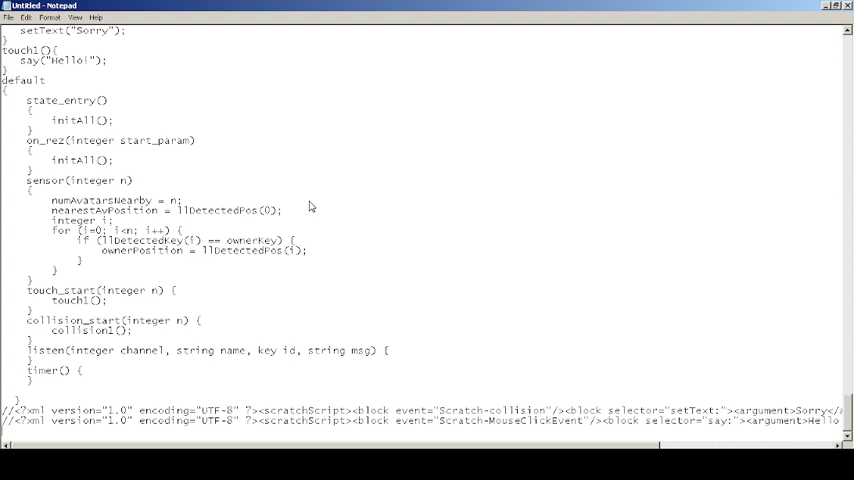 Untitled - Notepad
File Edit Format View Help
setText("Sorry");
}
touch1(){
say("Hello!");
}
default
{
state_entry()
{
initAll();
}
on_rez(integer start_param)
{
initAll();
}
sensor(integer n)
{
numAvatarsNearby = n;
nearestAvPosition = llDetectedPos(0);
integer i;
for (i=0; i<n; i++) {
if (llDetectedKey(i) == ownerKey) {
ownerPosition = llDetectedPos(i);
}
}
}
touch_start(integer n) {
touch1();
}
collision_start(integer n) {
collision1();
}
listen(integer channel, string name, key id, string msg) {
}
timer() {
}
}
//<?xml version="1.0" encoding="UTF-8" ?><scratchScript><block event="Scratch-collision"/><block selector="setText:"><argument>Sorry</a
//<?xml version="1.0" encoding="UTF-8" ?><scratchScript><block event="Scratch-MouseClickEvent"/><block selector="say:"><argument>Hello